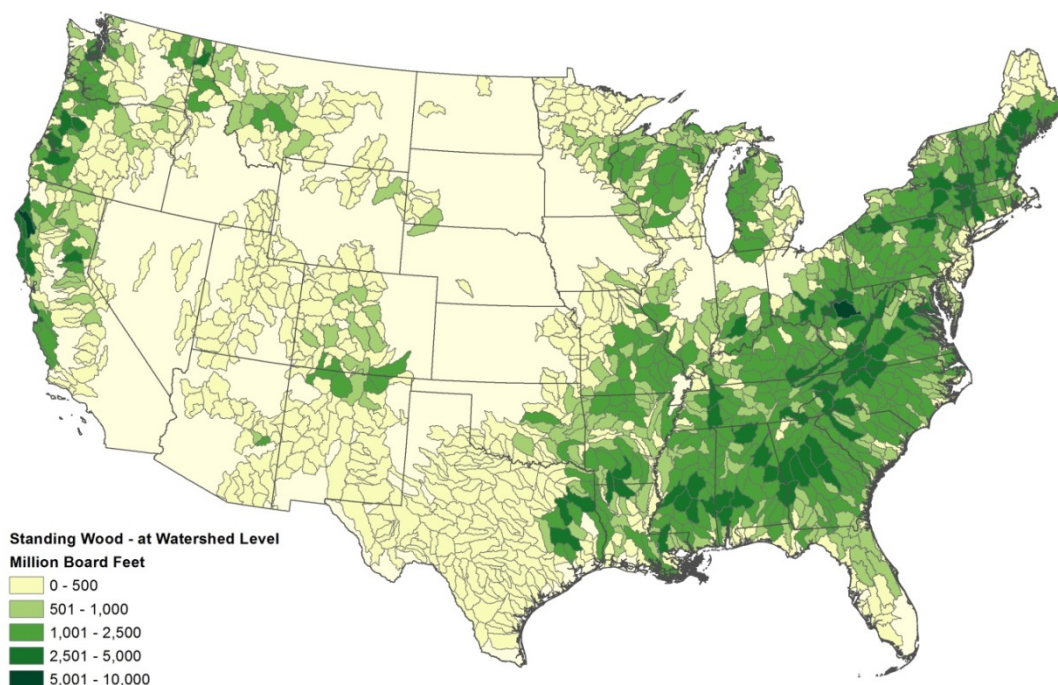 Standing Wood - at Watershed Level
Million Board Feet
0 - 500
501 - 1,000
1,001 - 2,500
2,501 - 5,000
5,001 - 10,000